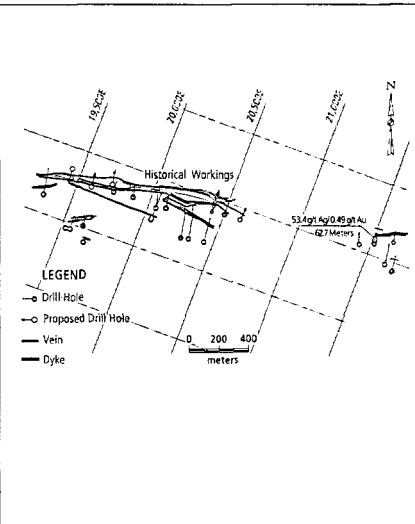 19,500E
20,000E
20,500E
21,000E
N
Historical Workings
53.4g/t Ag/0.49 g/t Au
62.7 Meters
LEGEND
Drill Hole
Proposed Drill Hole
Vein
Dyke
0 200 400
meters